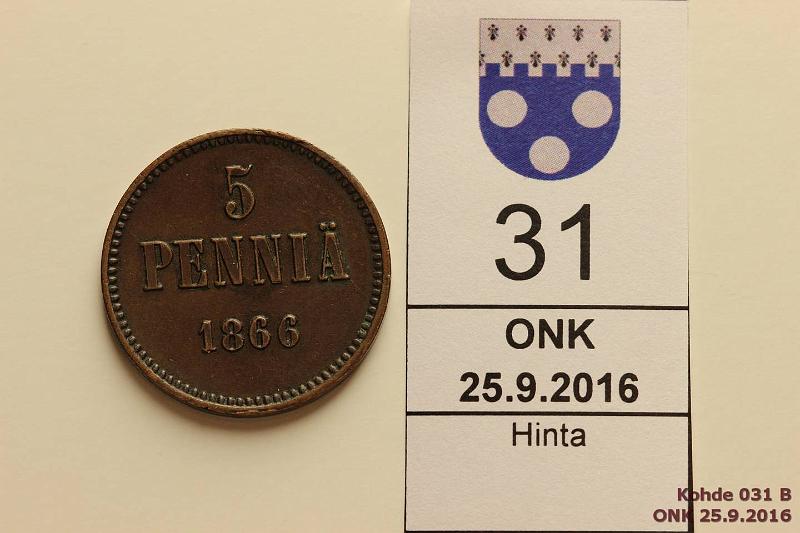 5
PENNIÄ
1866
31
ONK
25.9.2016
Hinta
Kohde 031 B
ONK 25.9.2016